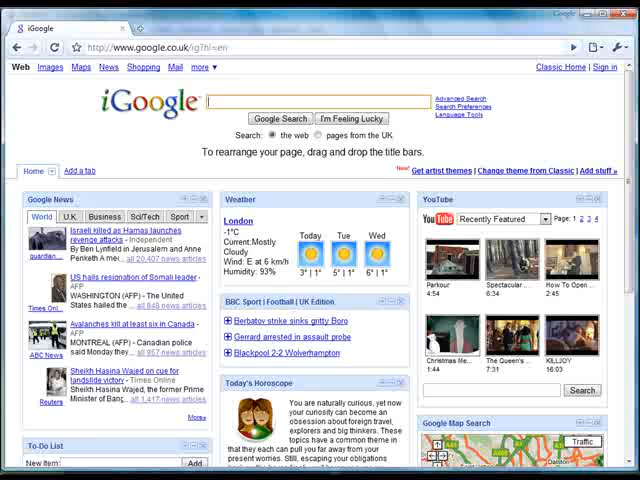 Google
iGoogle
http://www.google.co.uk/ig?hl=en
Web Images Maps News Shopping Mail more ▼
Classic Home | Sign in
iGoogle™
Advanced Search
Search Preferences
Language Tools
Google Search I'm Feeling Lucky
Search: the web pages from the UK
To rearrange your page, drag and drop the title bars.
Home Add a tab
New! Get artist themes | Change theme from Classic | Add stuff »
Google News
World U.K. Business Sci/Tech Sport
Israeli killed as Hamas launches
revenge attacks - Independent
By Ben Lynfield in Jerusalem and Anne
Penketh A me... all 20,407 news articles
guardian...
US hails resignation of Somali leader -
AFP
WASHINGTON (AFP) - The United
States hailed the... all 848 news articles
Times Onl...
Avalanches kill at least six in Canada -
AFP
MONTREAL (AFP) - Canadian police
said Monday they... all 957 news articles
ABC News
Sheikh Hasina Wajed on cue for
landslide victory - Times Online
Sheikh Hasina Wajed, the former Prime
Minister of Bang... all 1,417 news articles
Reuters
More»
To-Do List
New Item: Add
Weather
London
-1°C
Current: Mostly
Cloudy
Wind: E at 6 km/h
Humidity: 93%
Today Tue Wed
3° | 1° 5° | 1° 3° | 1°
BBC Sport | Football | UK Edition
Berbatov strike sinks gritty Boro
Gerrard arrested in assault probe
Blackpool 2-2 Wolverhampton
Today's Horoscope
You are naturally curious, yet now
your curiosity can become an
obsession about foreign travel,
explorers and big thinkers. These
topics have a common theme in
that they each can pull you far away from your
present worries. Still, escaping your obligations
YouTube
YouTube Recently Featured Page: 1 2 3 4
Parkour Spectacular ... How To Open ...
4:54 6:34 2:42
Christmas Me... The Queen's ... KILLJOY
4:44 7:31 16:03
Search
Google Map Search
Traffic
Dalston